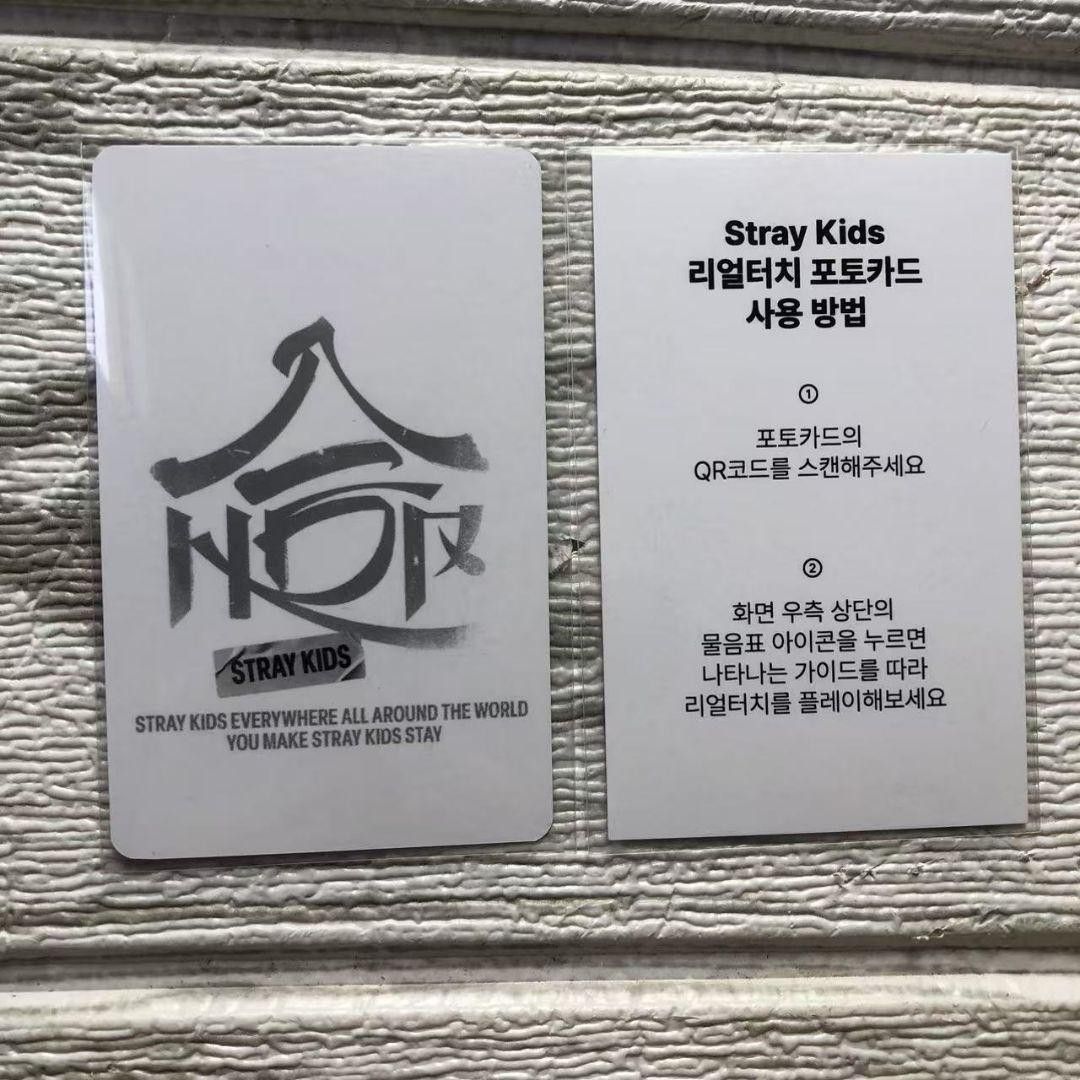 STRAY KIDS
STRAY KIDS EVERYWHERE ALL AROUND THE WORLD
YOU MAKE STRAY KIDS STAY
Stray Kids
리얼터치 포토카드
사용 방법
①
포토카드의
QR코드를 스캔해주세요
②
화면 우측 상단의
물음표 아이콘을 누르면
나타나는 가이드를 따라
리얼터치를 플레이해보세요